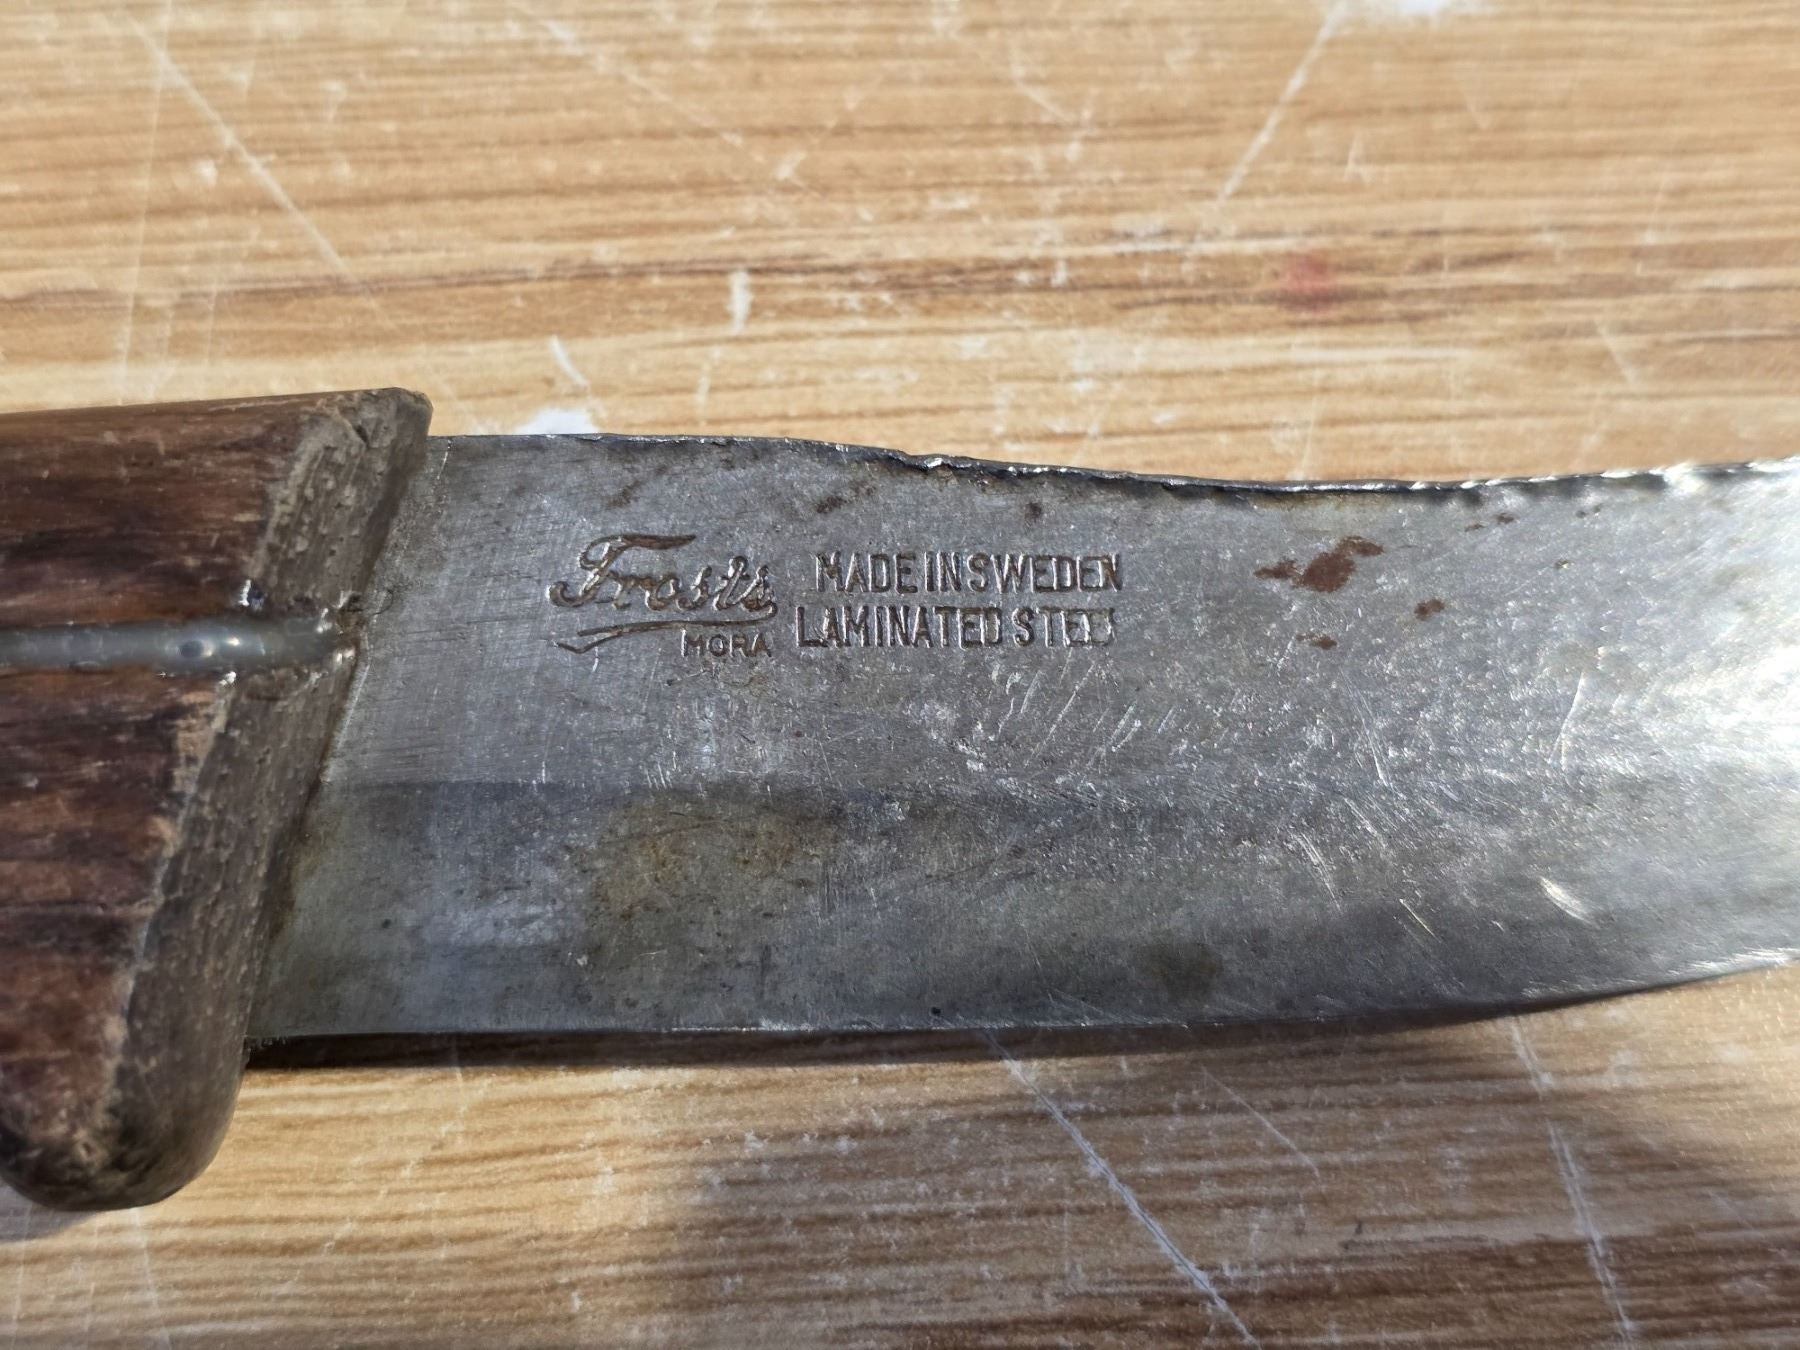 Frosts
MORA
MADE IN SWEDEN
LAMINATED STEEL